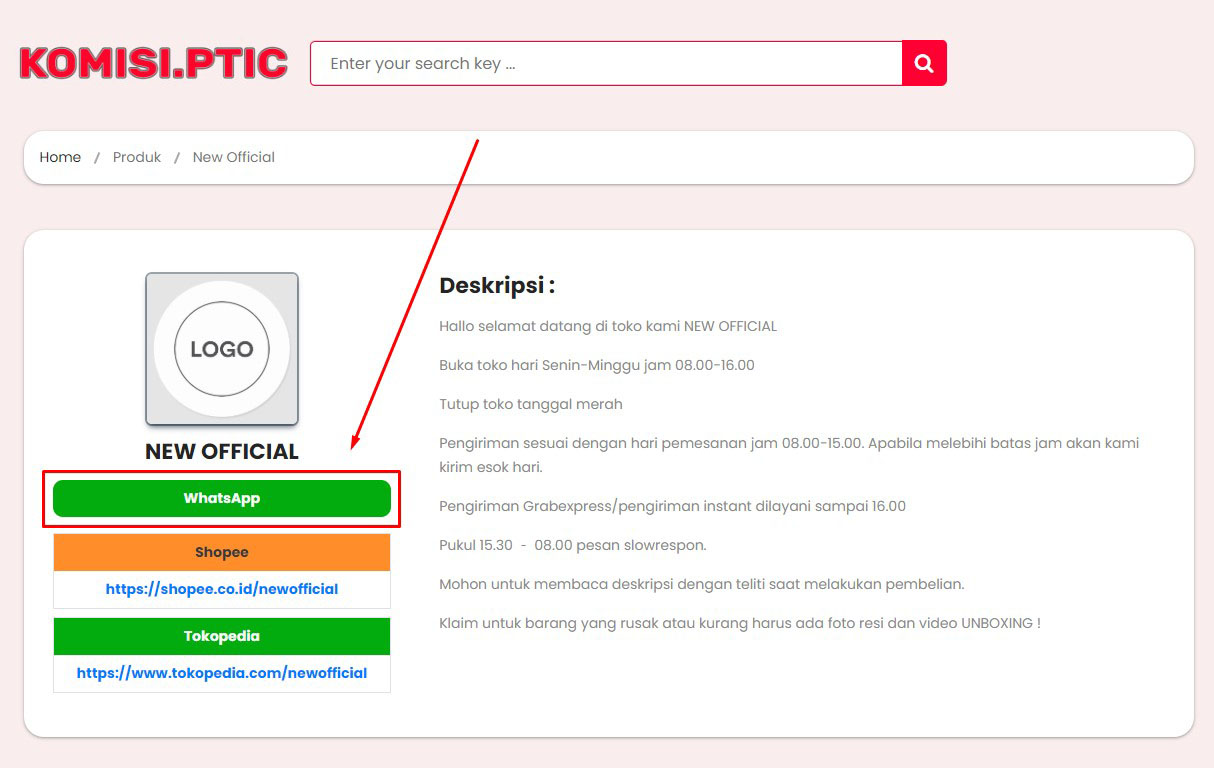 KOMISI.PTIC
Enter your search key ...
Home / Produk / New Official
LOGO
NEW OFFICIAL
WhatsApp
Shopee
https://shopee.co.id/newofficial
Tokopedia
https://www.tokopedia.com/newofficial
Deskripsi :
Hallo selamat datang di toko kami NEW OFFICIAL
Buka toko hari Senin-Minggu jam 08.00-16.00
Tutup toko tanggal merah
Pengiriman sesuai dengan hari pemesanan jam 08.00-15.00. Apabila melebihi batas jam akan kami
kirim esok hari.
Pengiriman Grabexpress/pengiriman instant dilayani sampai 16.00
Pukul 15.30 - 08.00 pesan slowrespon.
Mohon untuk membaca deskripsi dengan teliti saat melakukan pembelian.
Klaim untuk barang yang rusak atau kurang harus ada foto resi dan video UNBOXING !